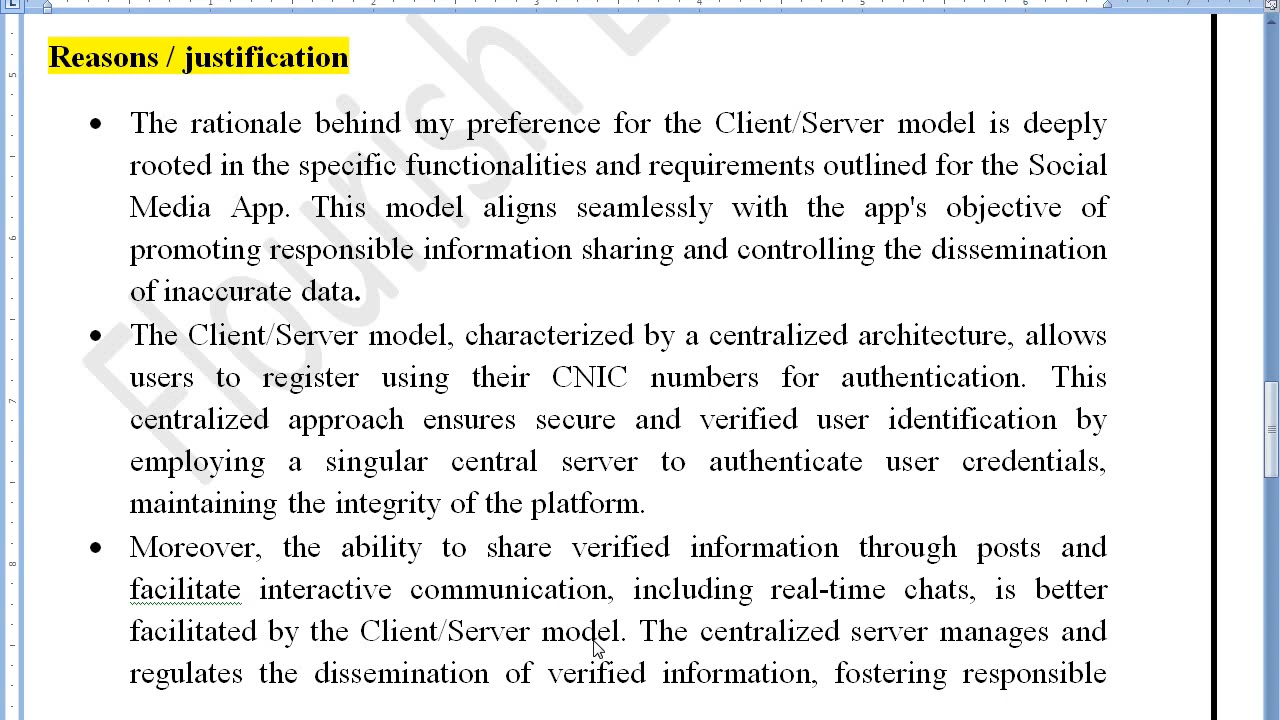 Reasons / justification
The rationale behind my preference for the Client/Server model is deeply
rooted in the specific functionalities and requirements outlined for the Social
Media App. This model aligns seamlessly with the app's objective of
promoting responsible information sharing and controlling the dissemination
of inaccurate data.
The Client/Server model, characterized by a centralized architecture, allows
users to register using their CNIC numbers for authentication. This
centralized approach ensures secure and verified user identification by
employing a singular central server to authenticate user credentials,
maintaining the integrity of the platform.
Moreover, the ability to share verified information through posts and
facilitate interactive communication, including real-time chats, is better
facilitated by the Client/Server model. The centralized server manages and
regulates the dissemination of verified information, fostering responsible
Flourish